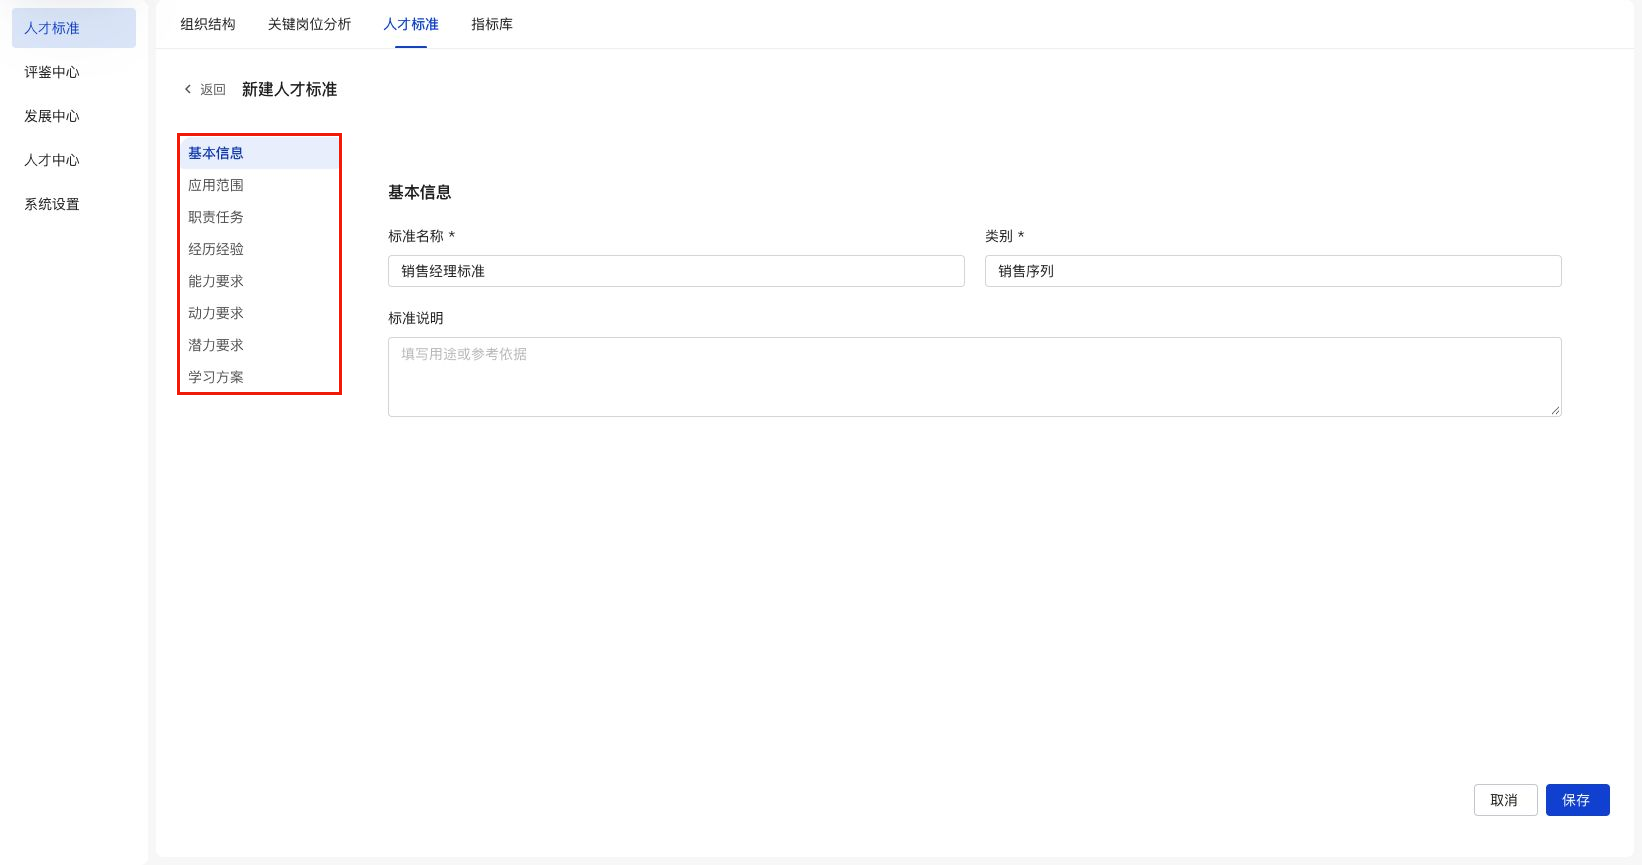 人才标准
评鉴中心
发展中心
人才中心
系统设置
组织结构 关键岗位分析 人才标准 指标库
返回 新建人才标准
基本信息
应用范围
职责任务
经历经验
能力要求
动力要求
潜力要求
学习方案
基本信息
标准名称 * 类别 *
销售经理标准 销售序列
标准说明
填写用途或参考依据
取消 保存